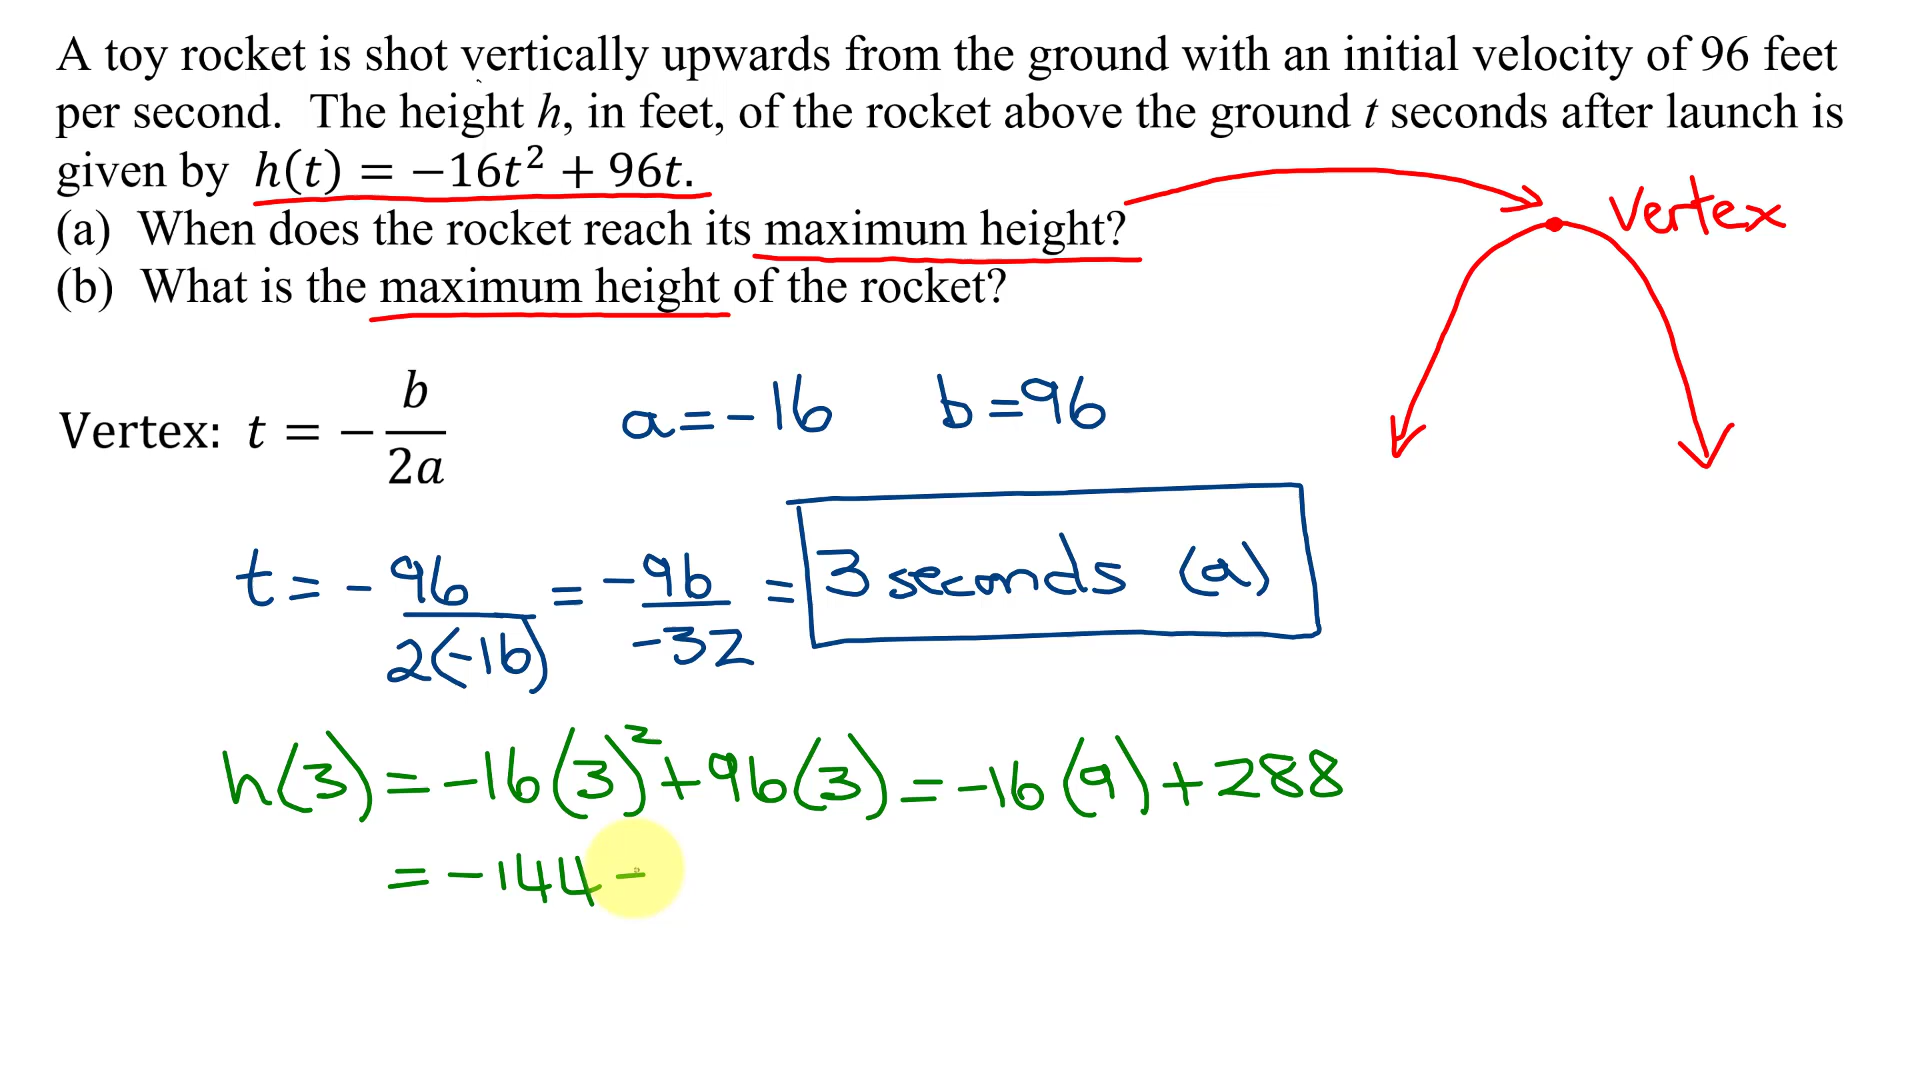 A toy rocket is shot vertically upwards from the ground with an initial velocity of 96 feet
per second.  The height h, in feet, of the rocket above the ground t seconds after launch is
given by h(t) = −16t² + 96t.
(a)  When does the rocket reach its maximum height?
(b)  What is the maximum height of the rocket?
Vertex
Vertex: t = −b/2a
a = -16  b = 96
t = -96/2(-16) = -96/-32 = 3 seconds (a)
h(3) = -16(3)² + 96(3) = -16(9) + 288
= -144 -